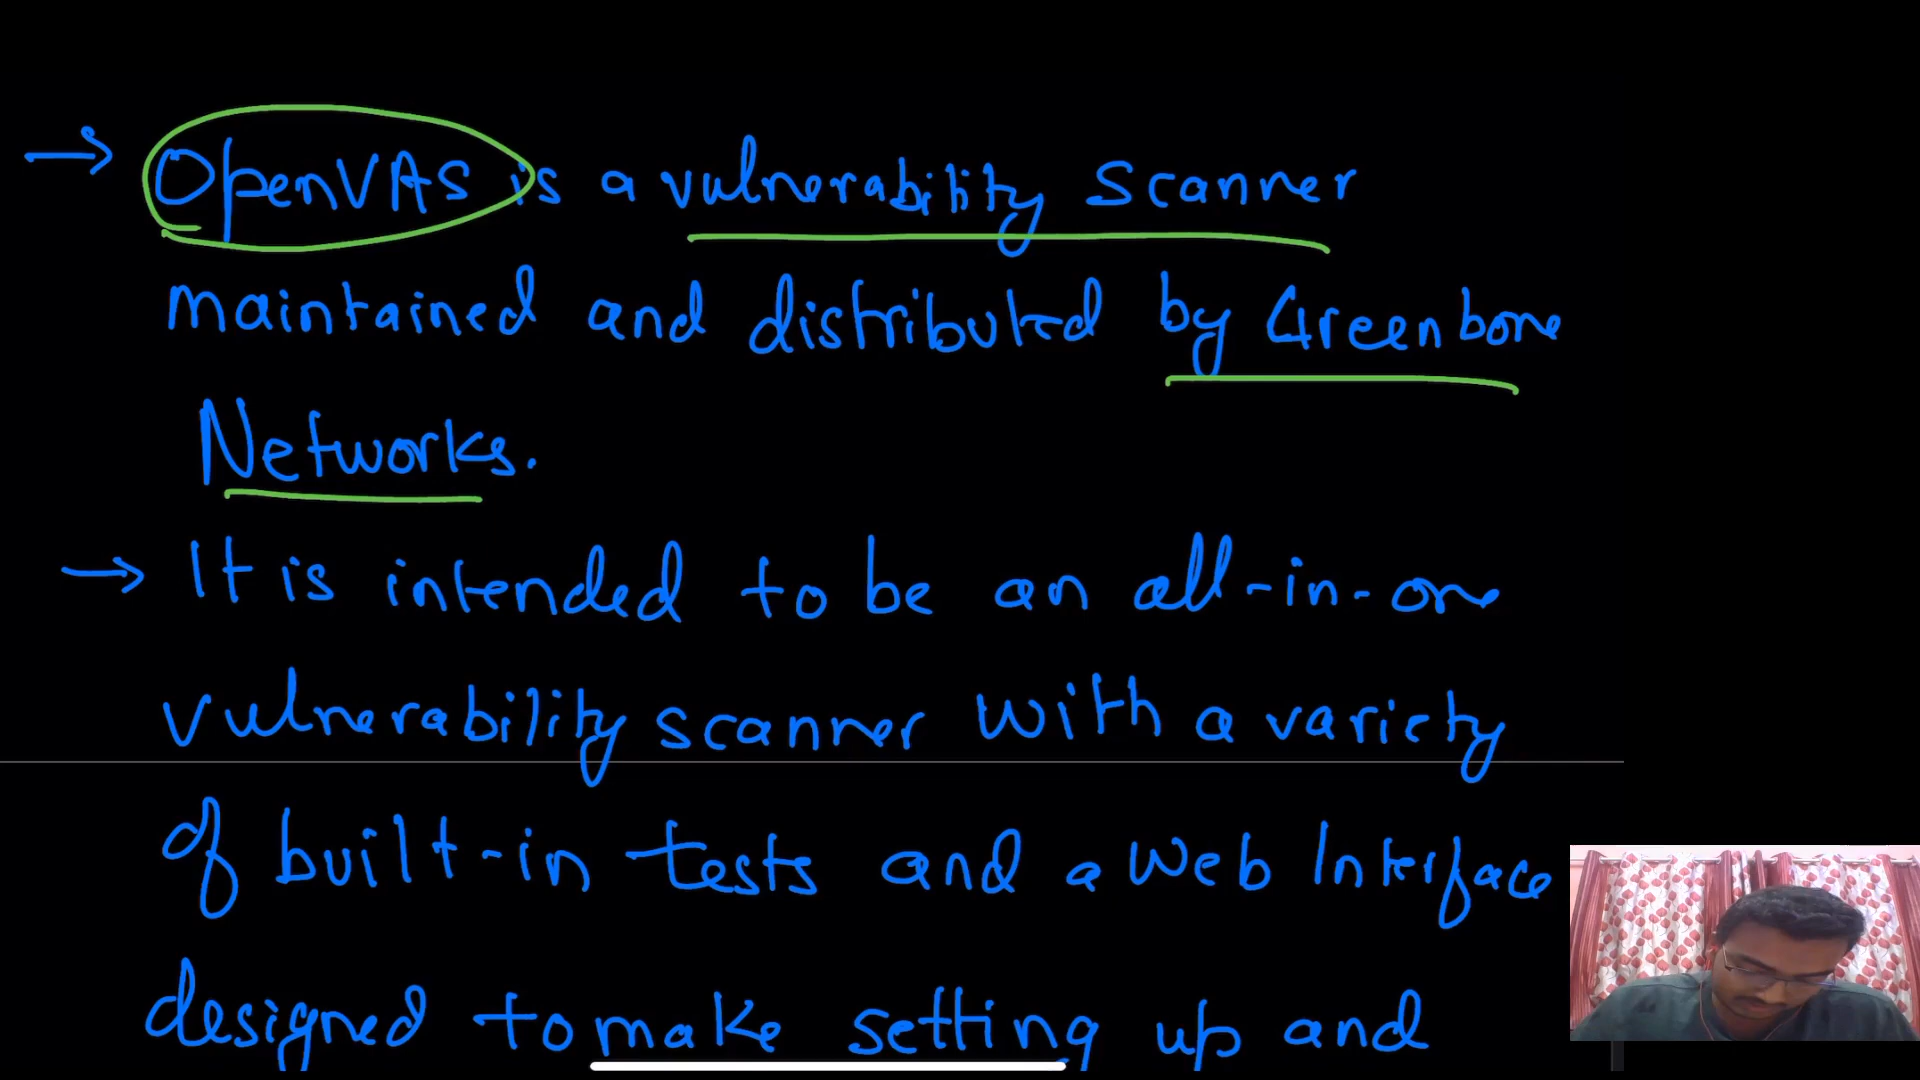 → OpenVAS is a vulnerability scanner
maintained and distributed by Greenbone
Networks.
→ It is intended to be an all-in-one
vulnerability scanner with a variety
of built-in tests and a Web Interface
designed to make setting up and